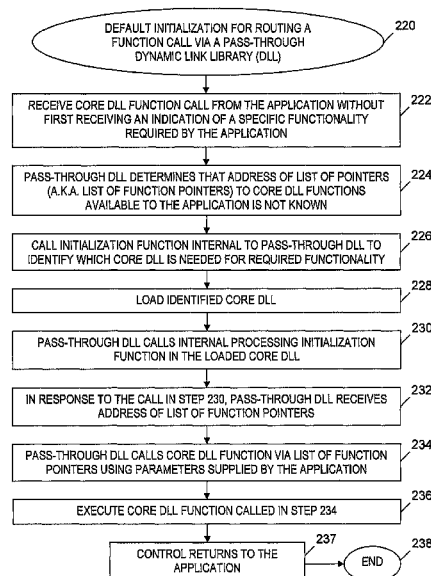 DEFAULT INITIALIZATION FOR ROUTING A
FUNCTION CALL VIA A PASS-THROUGH
DYNAMIC LINK LIBRARY (DLL)
220
RECEIVE CORE DLL FUNCTION CALL FROM THE APPLICATION WITHOUT
FIRST RECEIVING AN INDICATION OF A SPECIFIC FUNCTIONALITY
REQUIRED BY THE APPLICATION
222
PASS-THROUGH DLL DETERMINES THAT ADDRESS OF LIST OF POINTERS
(A.K.A. LIST OF FUNCTION POINTERS) TO CORE DLL FUNCTIONS
AVAILABLE TO THE APPLICATION IS NOT KNOWN
224
CALL INITIALIZATION FUNCTION INTERNAL TO PASS-THROUGH DLL TO
IDENTIFY WHICH CORE DLL IS NEEDED FOR REQUIRED FUNCTIONALITY
226
LOAD IDENTIFIED CORE DLL
228
PASS-THROUGH DLL CALLS INTERNAL PROCESSING INITIALIZATION
FUNCTION IN THE LOADED CORE DLL
230
IN RESPONSE TO THE CALL IN STEP 230, PASS-THROUGH DLL RECEIVES
ADDRESS OF LIST OF FUNCTION POINTERS
232
PASS-THROUGH DLL CALLS CORE DLL FUNCTION VIA LIST OF FUNCTION
POINTERS USING PARAMETERS SUPPLIED BY THE APPLICATION
234
EXECUTE CORE DLL FUNCTION CALLED IN STEP 234
236
CONTROL RETURNS TO THE
APPLICATION
237
END
238